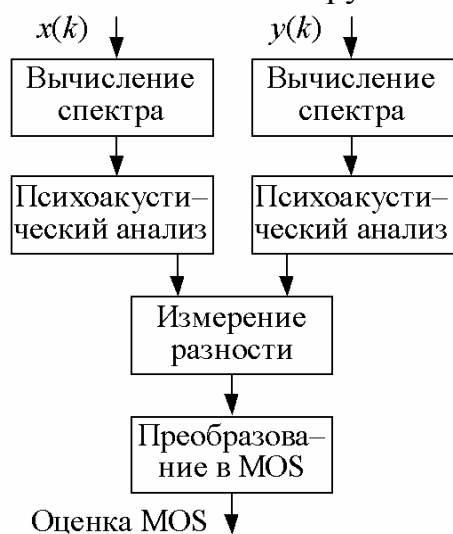 x(k)
y(k)
Вычисление
спектра
Вычисление
спектра
Психоакусти–
ческий анализ
Психоакусти–
ческий анализ
Измерение
разности
Преобразова–
ние в MOS
Оценка MOS